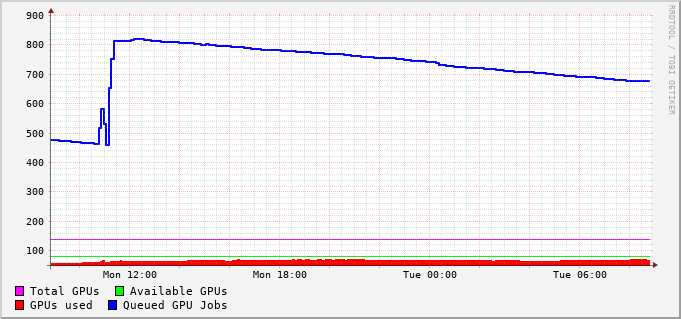 900
800
700
600
500
400
300
200
100
Mon 12:00 Mon 18:00 Tue 00:00 Tue 06:00
Total GPUs Available GPUs
GPUs used Queued GPU Jobs
RRDTOOL / TOBI OETIKER